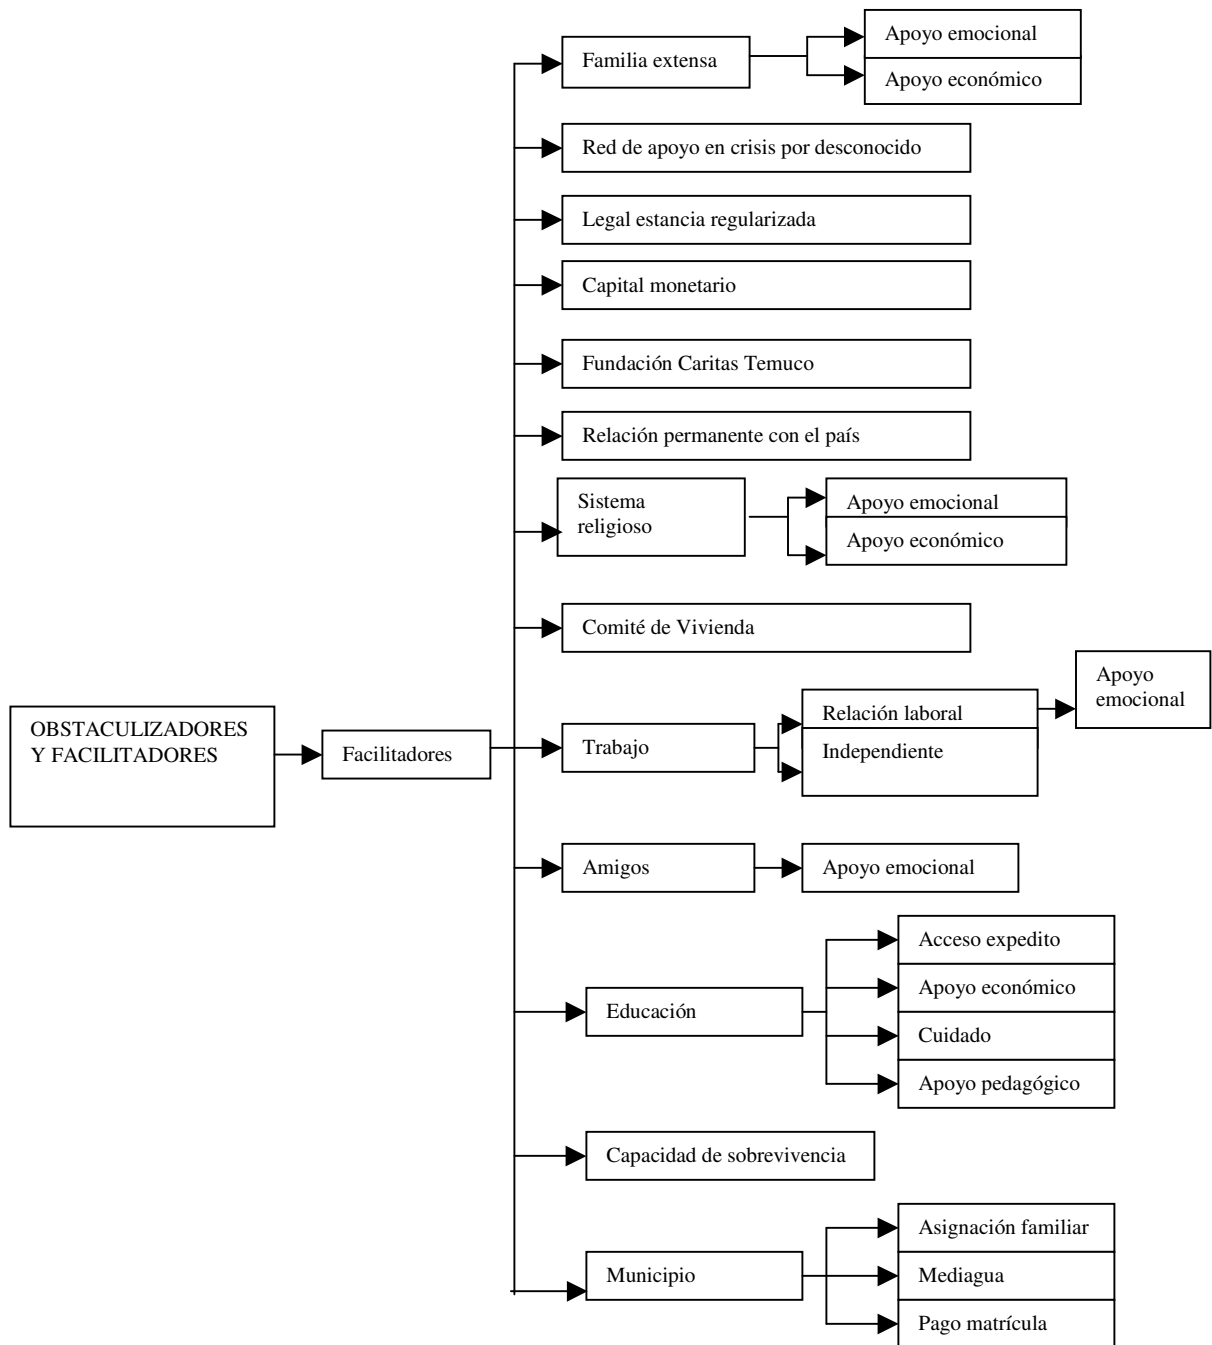 Apoyo emocional
Familia extensa
Apoyo económico
Red de apoyo en crisis por desconocido
Legal estancia regularizada
Capital monetario
Fundación Caritas Temuco
Relación permanente con el país
Sistema
religioso
Apoyo emocional
Apoyo económico
Comité de Vivienda
Apoyo
emocional
OBSTACULIZADORES
Y FACILITADORES
Facilitadores
Trabajo
Relación laboral
Independiente
Amigos
Apoyo emocional
Educación
Acceso expedito
Apoyo económico
Cuidado
Apoyo pedagógico
Capacidad de sobrevivencia
Municipio
Asignación familiar
Mediagua
Pago matrícula